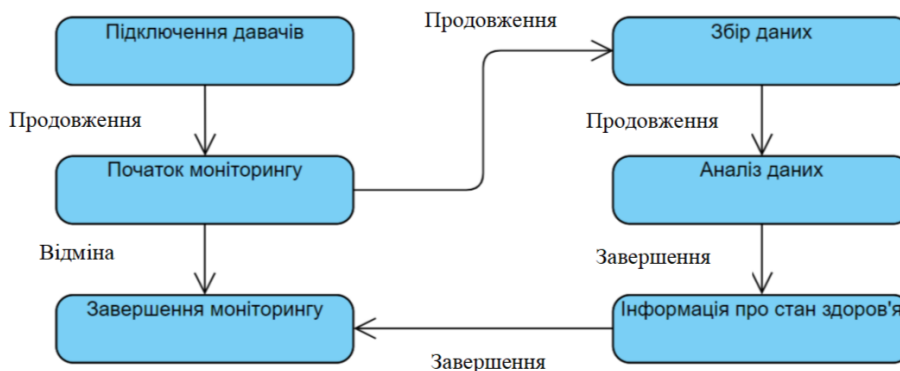 Підключення давачів
Продовження
Збір даних
Продовження
Продовження
Початок моніторингу
Аналіз даних
Відміна
Завершення
Завершення моніторингу
Інформація про стан здоров'я
Завершення